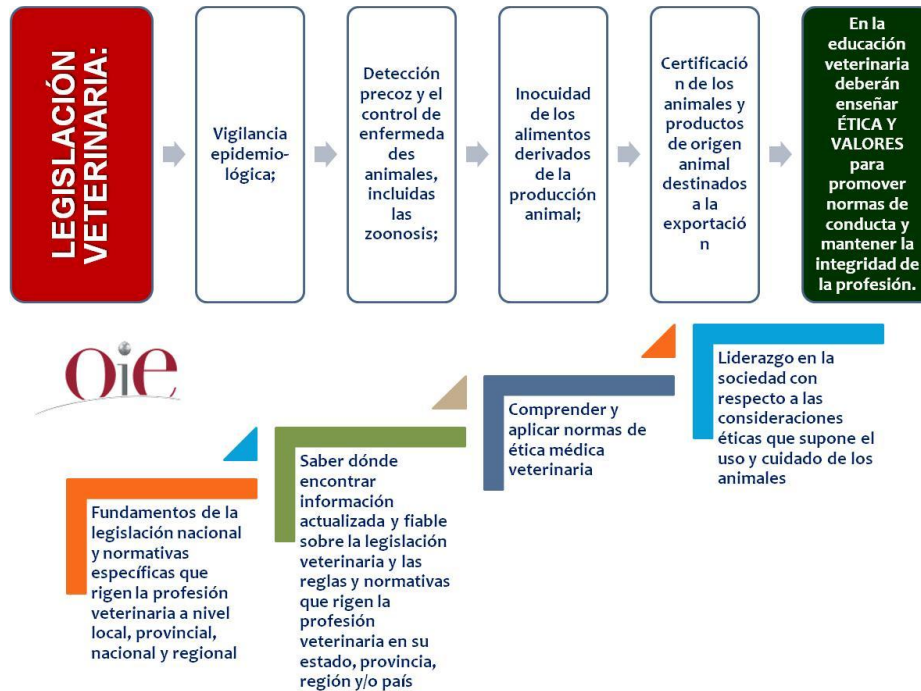 LEGISLACIÓN
VETERINARIA:
Vigilancia
epidemio-
lógica;
Detección
precoz y el
control de
enfermeda
des
animales,
incluidas
las
zoonosis;
Inocuidad
de los
alimentos
derivados
de la
producción
animal;
Certificació
n de los
animales y
productos
de origen
animal
destinados
a la
exportació
n
En la
educación
veterinaria
deberán
enseñar
ÉTICA Y
VALORES
para
promover
normas de
conducta y
mantener la
integridad de
la profesión.
oie
Fundamentos de la
legislación nacional
y normativas
específicas que
rigen la profesión
veterinaria a nivel
local, provincial,
nacional y regional
Saber dónde
encontrar
información
actualizada y fiable
sobre la legislación
veterinaria y las
reglas y normativas
que rigen la
profesión
veterinaria en su
estado, provincia,
región y/o país
Comprender y
aplicar normas de
ética médica
veterinaria
Liderazgo en la
sociedad con
respecto a las
consideraciones
éticas que supone el
uso y cuidado de los
animales